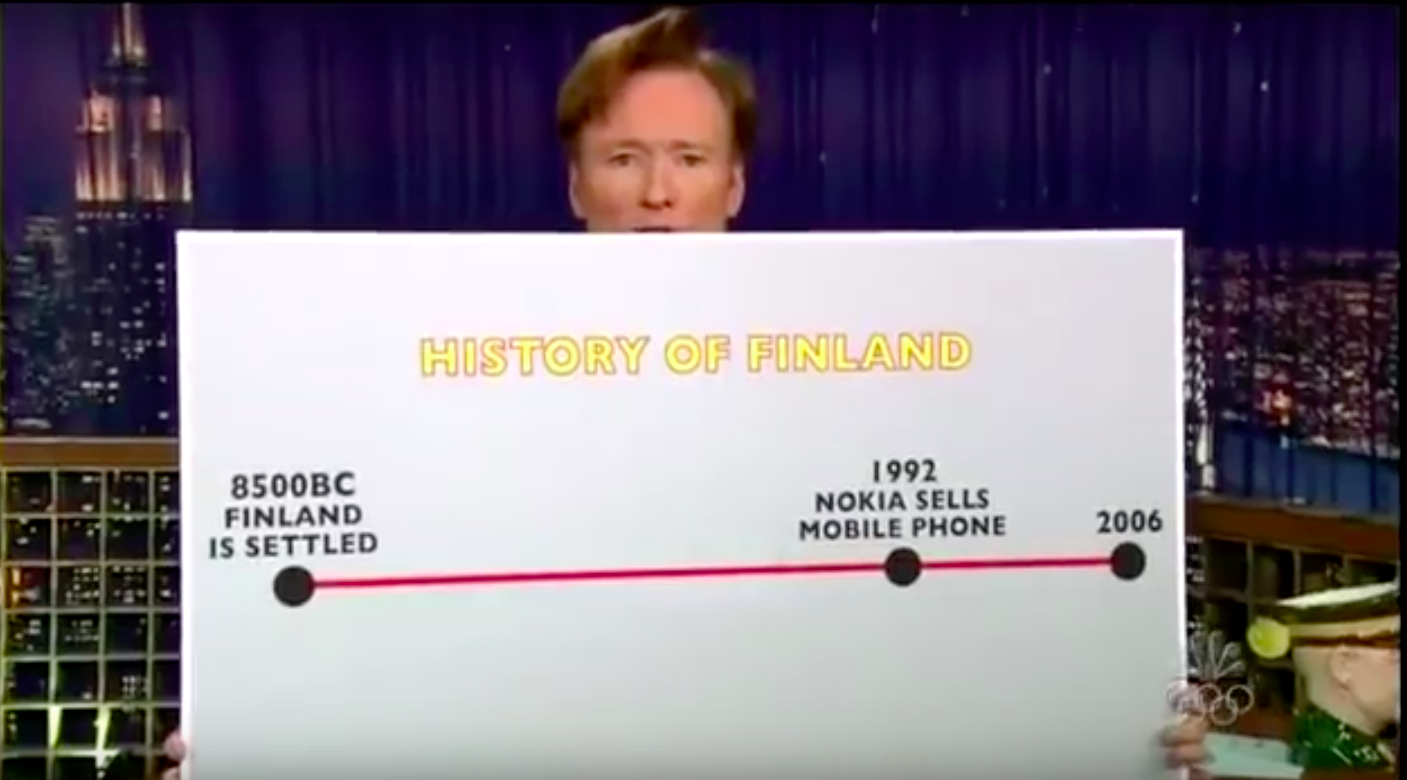 HISTORY OF FINLAND
8500BC
FINLAND
IS SETTLED
1992
NOKIA SELLS
MOBILE PHONE
2006